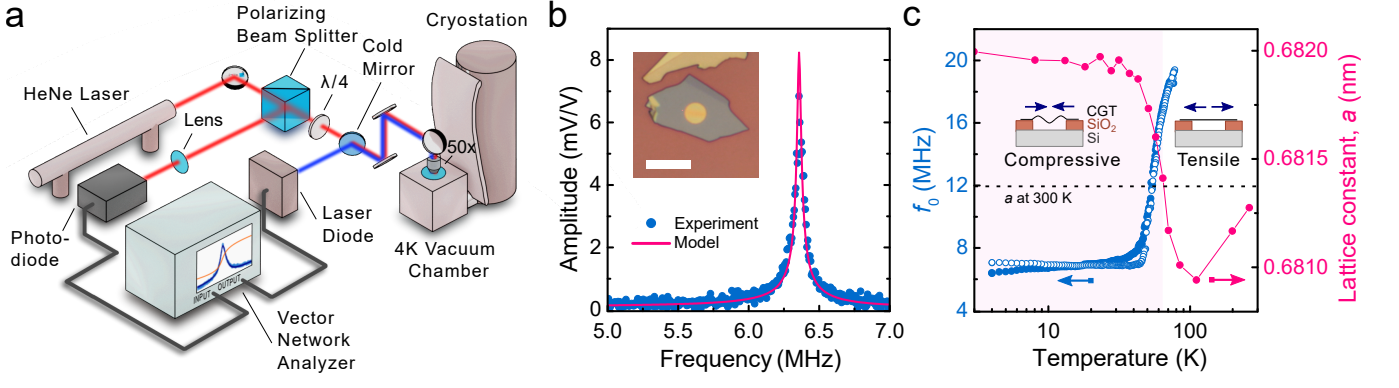 a
Polarizing
Beam Splitter
Cryostation
Cold
Mirror
λ/4
HeNe Laser
Lens
50x
Photo-
diode
Laser
Diode
4K Vacuum
Chamber
INPUT OUTPUT
Vector
Network
Analyzer
b
Amplitude (mV/V)
8
6
4
2
0
Experiment
Model
5.0 5.5 6.0 6.5 7.0
Frequency (MHz)
c
f0 (MHz)
20
16
12
8
4
CGT
SiO2
Si
Compressive
Tensile
a at 300 K
10 100
Temperature (K)
0.6820
0.6815
0.6810
Lattice constant, a (nm)